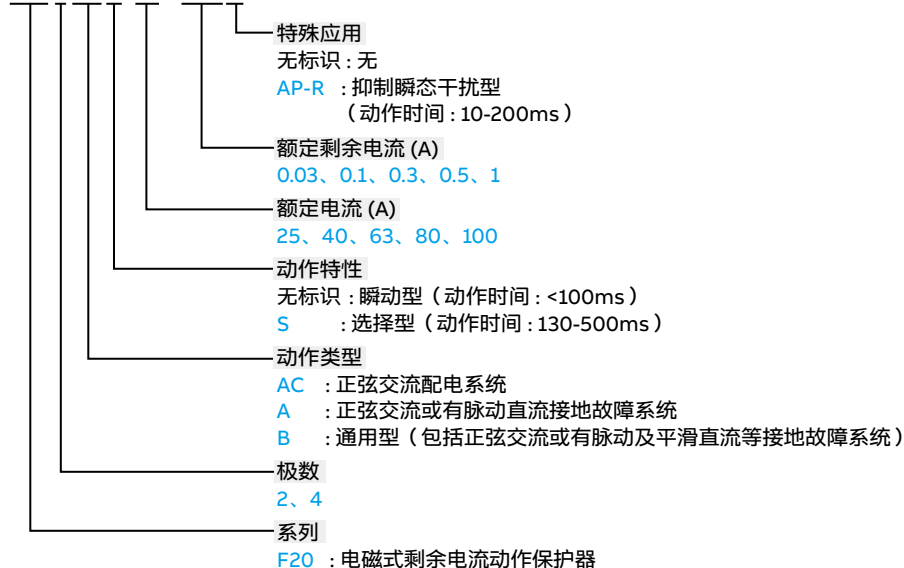 特殊应用
无标识 : 无
AP-R : 抑制瞬态干扰型
（动作时间 : 10-200ms）
额定剩余电流 (A)
0.03、0.1、0.3、0.5、1
额定电流 (A)
25、40、63、80、100
动作特性
无标识 : 瞬动型（动作时间 : <100ms）
S : 选择型（动作时间 : 130-500ms）
动作类型
AC : 正弦交流配电系统
A : 正弦交流或有脉动直流接地故障系统
B : 通用型（包括正弦交流或有脉动及平滑直流等接地故障系统）
极数
2、4
系列
F20 : 电磁式剩余电流动作保护器